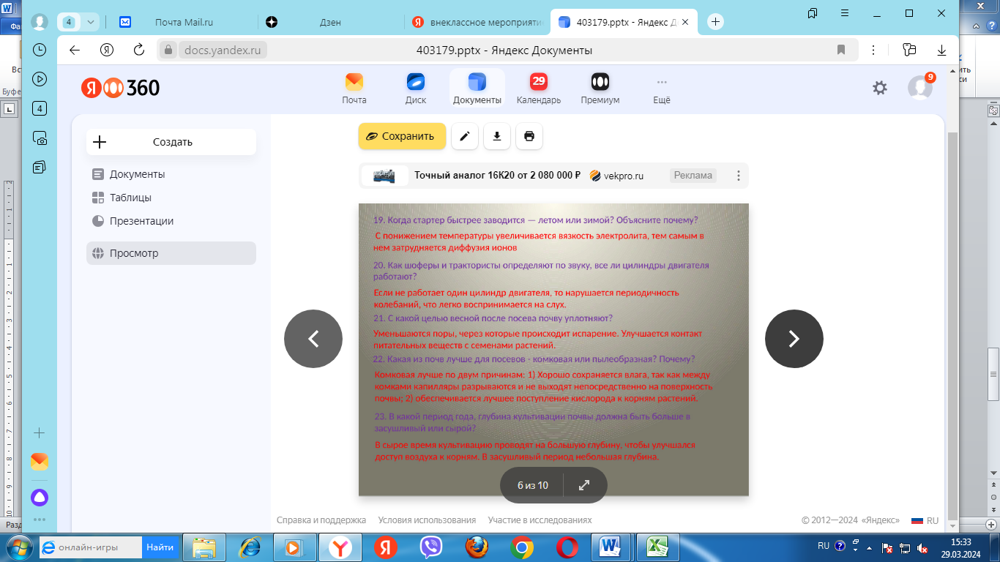 4
Почта Mail.ru
Дзен
внеклассное мероприятие
403179.pptx - Яндекс Д
docs.yandex.ru
403179.pptx - Яндекс Документы
Я 360
Почта
Диск
Документы
29
Календарь
Премиум
Ещё
9
4
Создать
Документы
Таблицы
Презентации
Просмотр
Сохранить
Точный аналог 16К20 от 2 080 000 ₽
vekpro.ru
Реклама
19. Когда стартер быстрее заводится — летом или зимой? Объясните почему?
С понижением температуры увеличивается вязкость электролита, тем самым в
нем затрудняется диффузия ионов
20. Как шоферы и трактористы определяют по звуку, все ли цилиндры двигателя
работают?
Если не работает один цилиндр двигателя, то нарушается периодичность
колебаний, что легко воспринимается на слух.
21. С какой целью весной после посева почву уплотняют?
Уменьшаются поры, через которые происходит испарение. Улучшается контакт
питательных веществ с семенами растений.
22. Какая из почв лучше для посевов - комковая или пылеобразная? Почему?
Комковая лучше по двум причинам: 1) Хорошо сохраняется влага, так как между
комками капилляры разрываются и не выходят непосредственно на поверхность
почвы; 2) обеспечивается лучшее поступление кислорода к корням растений.
23. В какой период года, глубина культивации почвы должна быть больше в
засушливый или сырой?
В сырое время культивацию проводят на большую глубину, чтобы улучшался
доступ воздуха к корням. В засушливый период небольшая глубина.
6 из 10
Справка и поддержка
Условия использования
Участие в исследованиях
© 2012—2024 «Яндекс»
RU
онлайн-игры
Найти
RU
15:33
29.03.2024